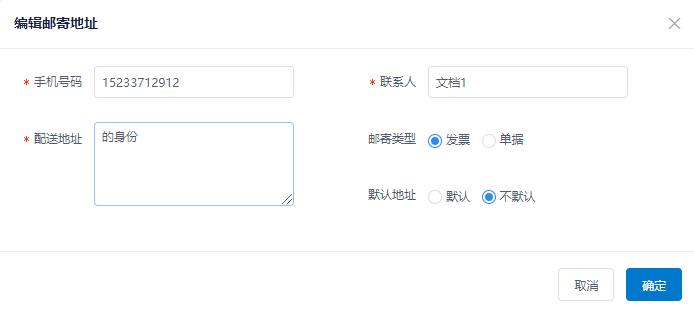 编辑邮寄地址
* 手机号码 15233712912 * 联系人 文档1
* 配送地址 的身份 邮寄类型 发票 单据
默认地址 默认 不默认
取消 确定